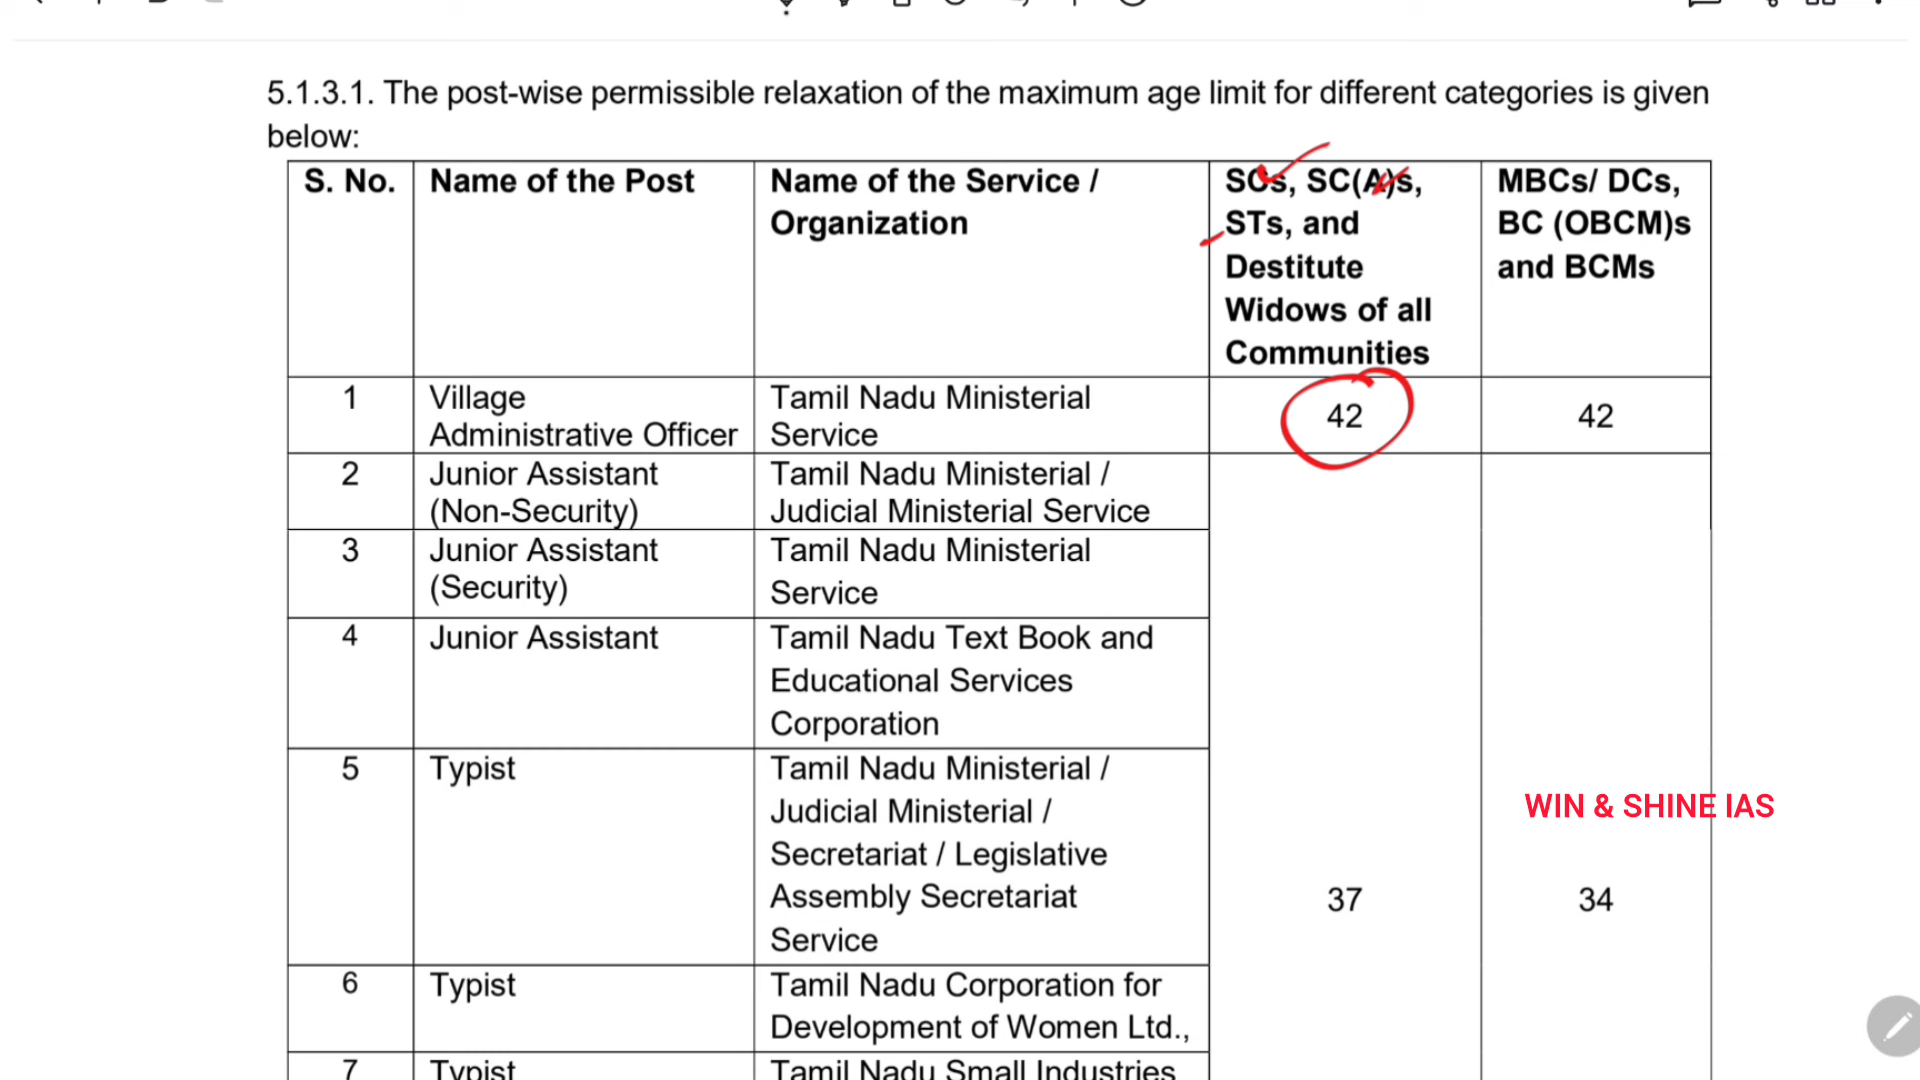 5.1.3.1. The post-wise permissible relaxation of the maximum age limit for different categories is given
below:
S. No.
Name of the Post
Name of the Service /
Organization
SCs, SC(A)s,
STs, and
Destitute
Widows of all
Communities
MBCs/ DCs,
BC (OBCM)s
and BCMs
1
Village
Administrative Officer
Tamil Nadu Ministerial
Service
42
42
2
Junior Assistant
(Non-Security)
Tamil Nadu Ministerial /
Judicial Ministerial Service
3
Junior Assistant
(Security)
Tamil Nadu Ministerial
Service
4
Junior Assistant
Tamil Nadu Text Book and
Educational Services
Corporation
5
Typist
Tamil Nadu Ministerial /
Judicial Ministerial /
Secretariat / Legislative
Assembly Secretariat
Service
37
34
WIN & SHINE IAS
6
Typist
Tamil Nadu Corporation for
Development of Women Ltd.,
7
Typist
Tamil Nadu Small Industries